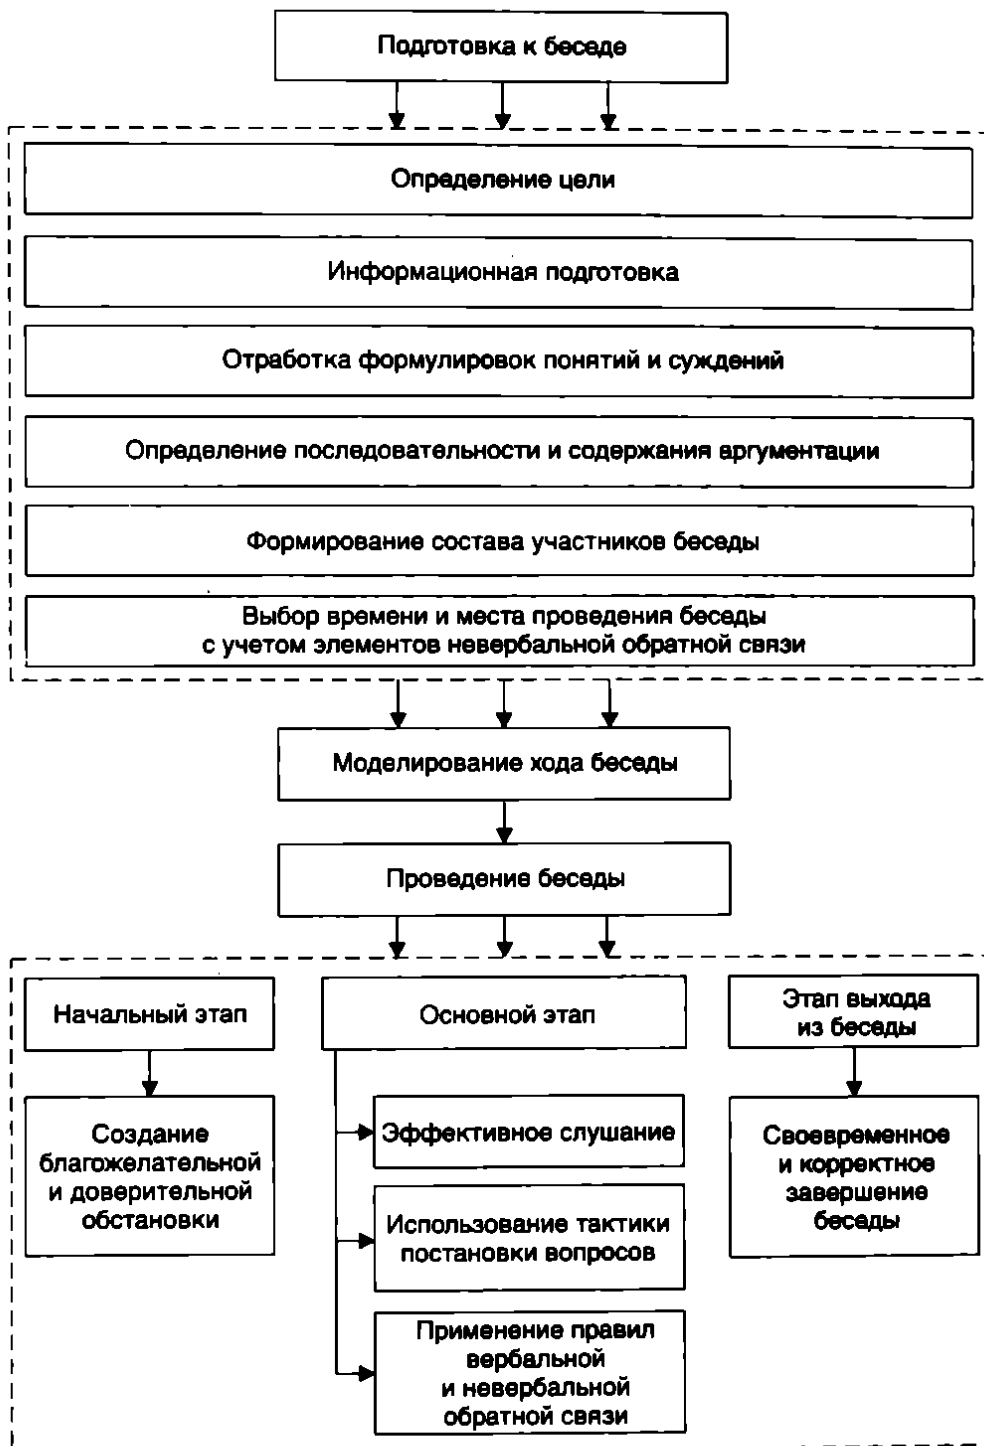 Подготовка к беседе
Определение цели
Информационная подготовка
Отработка формулировок понятий и суждений
Определение последовательности и содержания аргументации
Формирование состава участников беседы
Выбор времени и места проведения беседы
с учетом элементов невербальной обратной связи
Моделирование хода беседы
Проведение беседы
Начальный этап
Создание
благожелательной
и доверительной
обстановки
Основной этап
Эффективное слушание
Использование тактики
постановки вопросов
Применение правил
вербальной
и невербальной
обратной связи
Этап выхода
из беседы
Своевременное
и корректное
завершение
беседы